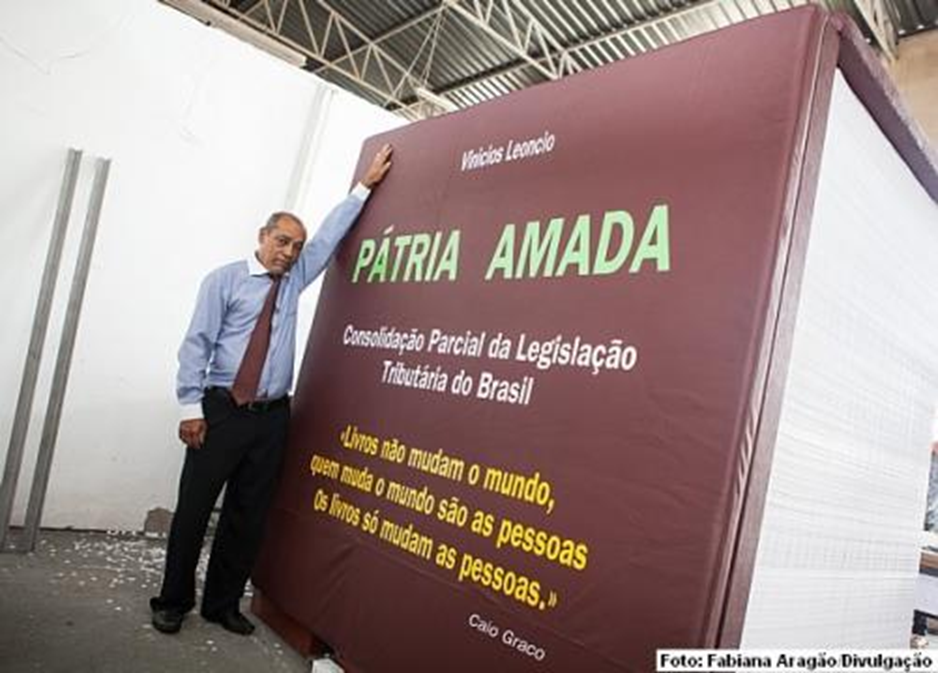 Vinicios Leoncio
PÁTRIA AMADA
Consolidação Parcial da Legislação
Tributária do Brasil
«Livros não mudam o mundo,
quem muda o mundo são as pessoas
Os livros só mudam as pessoas.»
Caio Graco
Foto: Fabiana Aragão/Divulgação